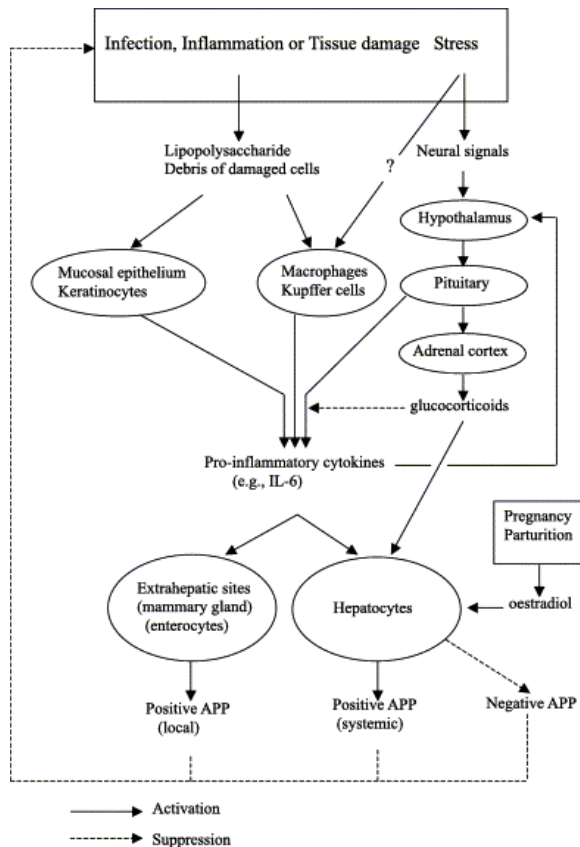 Infection, Inflammation or Tissue damage Stress
Lipopolysaccharide
Debris of damaged cells
?
Neural signals
Hypothalamus
Mucosal epithelium
Keratinocytes
Macrophages
Kupffer cells
Pituitary
Adrenal cortex
glucocorticoids
Pro-inflammatory cytokines
(e.g., IL-6)
Pregnancy
Parturition
Extrahepatic sites
(mammary gland)
(enterocytes)
Hepatocytes
oestradiol
Positive APP
(local)
Positive APP
(systemic)
Negative APP
Activation
Suppression